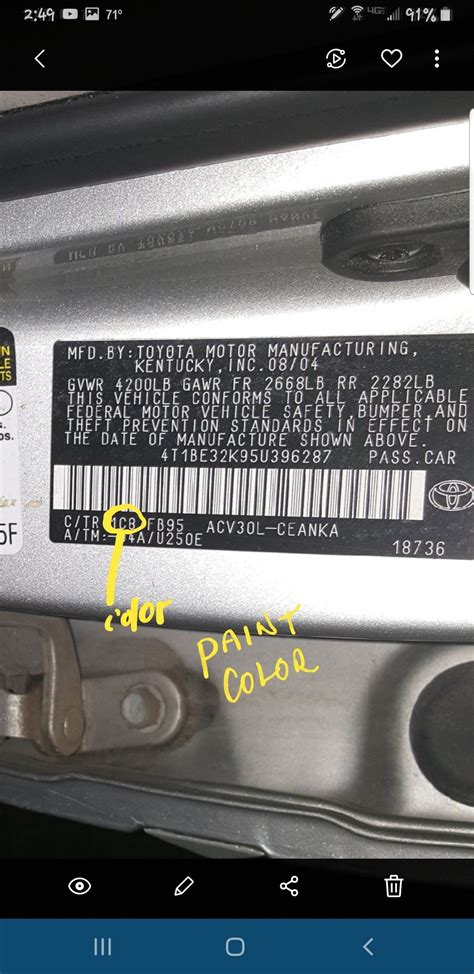 2:49 71° 4GE 91%
MFD.BY:TOYOTA MOTOR MANUFACTURING,
KENTUCKY,INC.08/04
GVWR 4200LB GAWR FR 2668LB RR 2282LB
THIS VEHICLE CONFORMS TO ALL APPLICABLE
FEDERAL MOTOR VEHICLE SAFETY,BUMPER,AND
THEFT PREVENTION STANDARDS IN EFFECT ON
THE DATE OF MANUFACTURE SHOWN ABOVE.
4T1BE32K95U396287 PASS.CAR
C/TR 1C8 FB95 ACV30L-CEANKA
A/TM: 4A/U250E
18736
5F
PAINT
COLOR